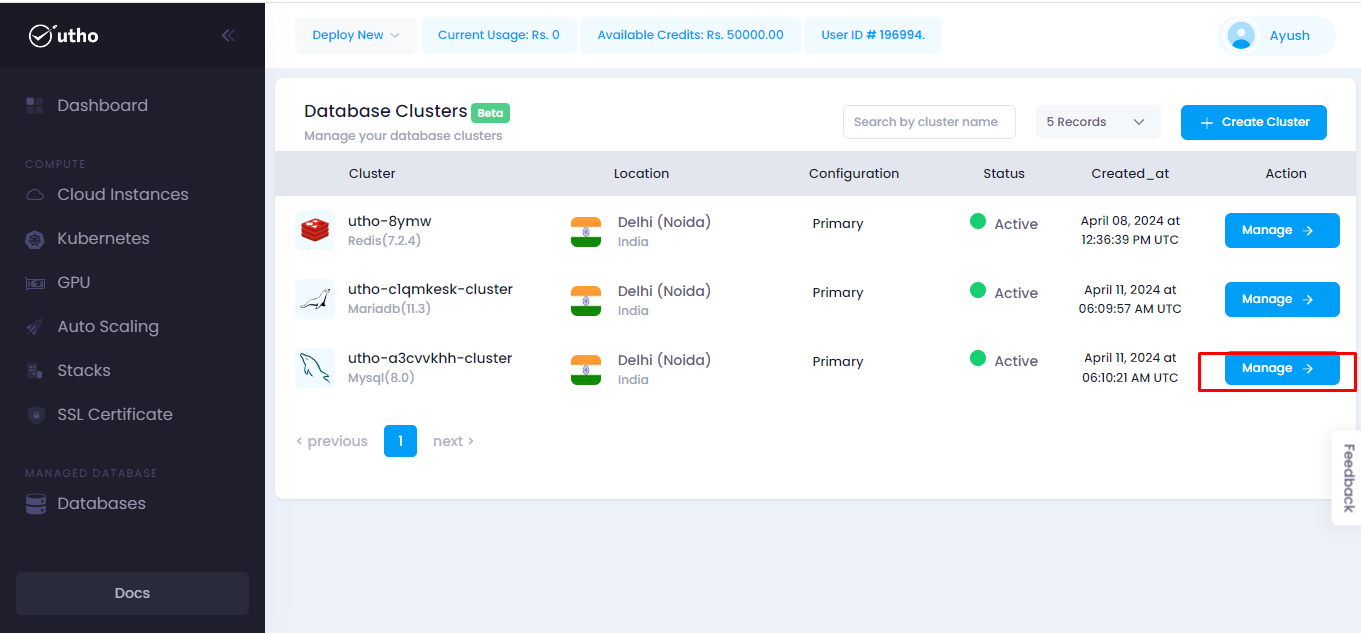 utho
Deploy New
Current Usage: Rs. 0
Available Credits: Rs. 50000.00
User ID # 196994.
Ayush
Dashboard
COMPUTE
Cloud Instances
Kubernetes
GPU
Auto Scaling
Stacks
SSL Certificate
MANAGED DATABASE
Databases
Docs
Database Clusters Beta
Manage your database clusters
Search by cluster name
5 Records
+ Create Cluster
Cluster Location Configuration Status Created_at Action
utho-8ymw Delhi (Noida) Primary Active April 08, 2024 at Manage →
Redis(7.2.4) India 12:36:39 PM UTC
utho-c1qmkesk-cluster Delhi (Noida) Primary Active April 11, 2024 at Manage →
Mariadb(11.3) India 06:09:57 AM UTC
utho-a3cvvkhh-cluster Delhi (Noida) Primary Active April 11, 2024 at Manage →
Mysql(8.0) India 06:10:21 AM UTC
< previous 1 next >
Feedback